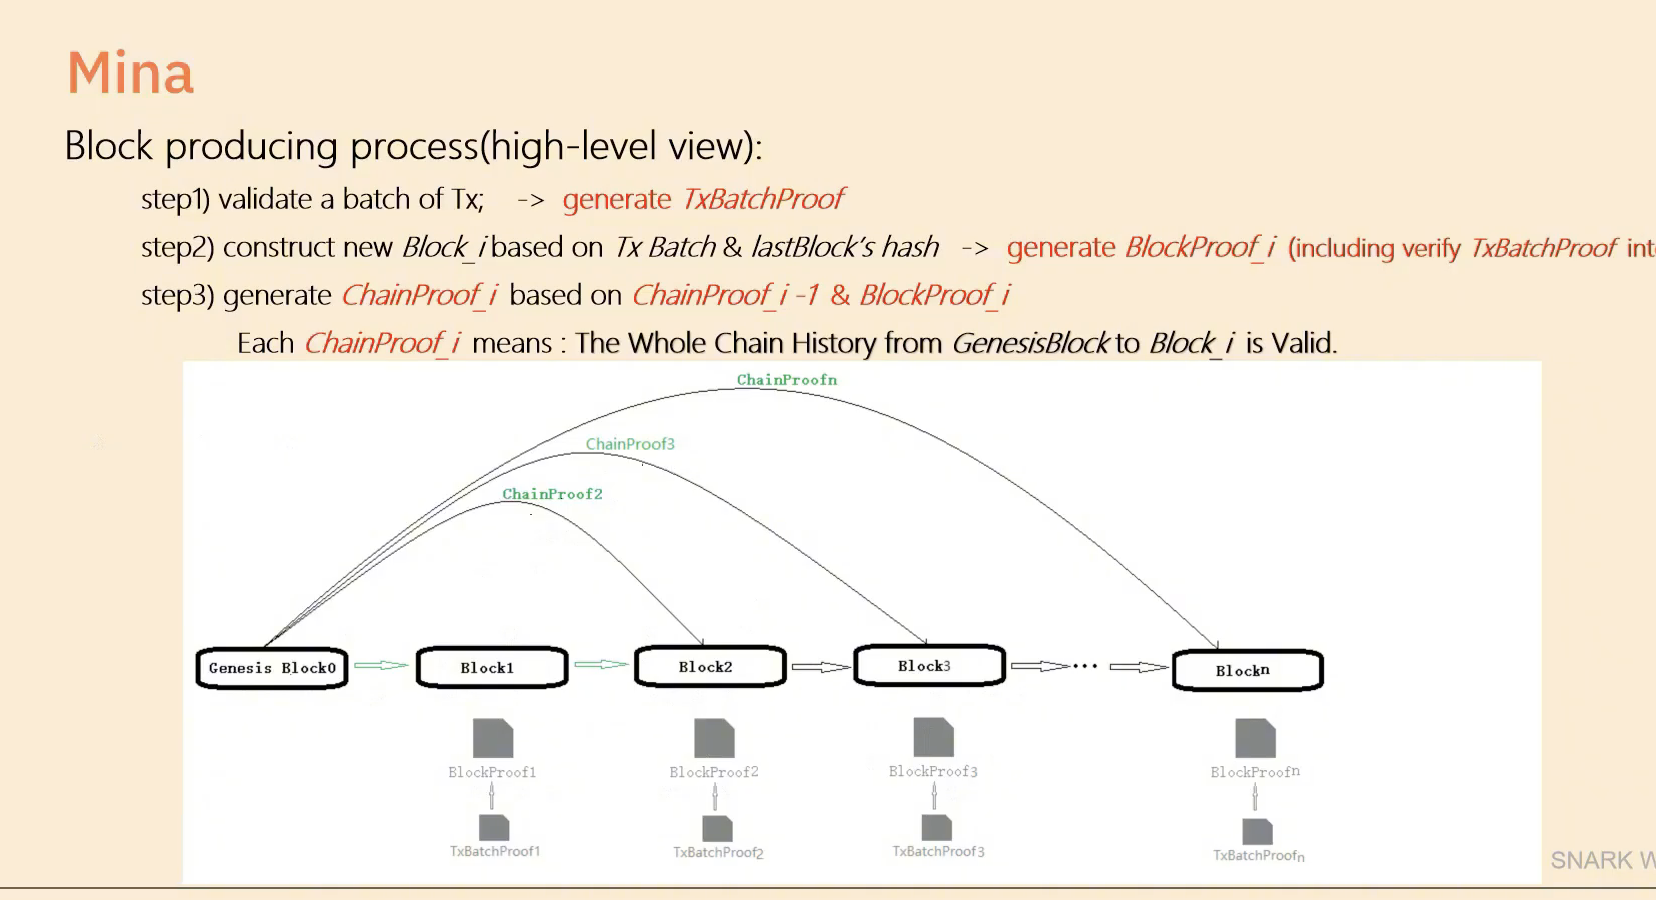 Mina
Block producing process(high-level view):
step1) validate a batch of Tx; -> generate TxBatchProof
step2) construct new Block_i based on Tx Batch & lastBlock's hash -> generate BlockProof_i (including verify TxBatchProof
step3) generate ChainProof_i based on ChainProof_i -1 & BlockProof_i
Each ChainProof_i means : The Whole Chain History from GenesisBlock to Block_i is Valid.
ChainProofn
ChainProof3
ChainProof2
Genesis Block0
Block1
Block2
Block3
...
Blockn
BlockProof1
BlockProof2
BlockProof3
BlockProofn
TxBatchProof1
TxBatchProof2
TxBatchProof3
TxBatchProofn
SNARK